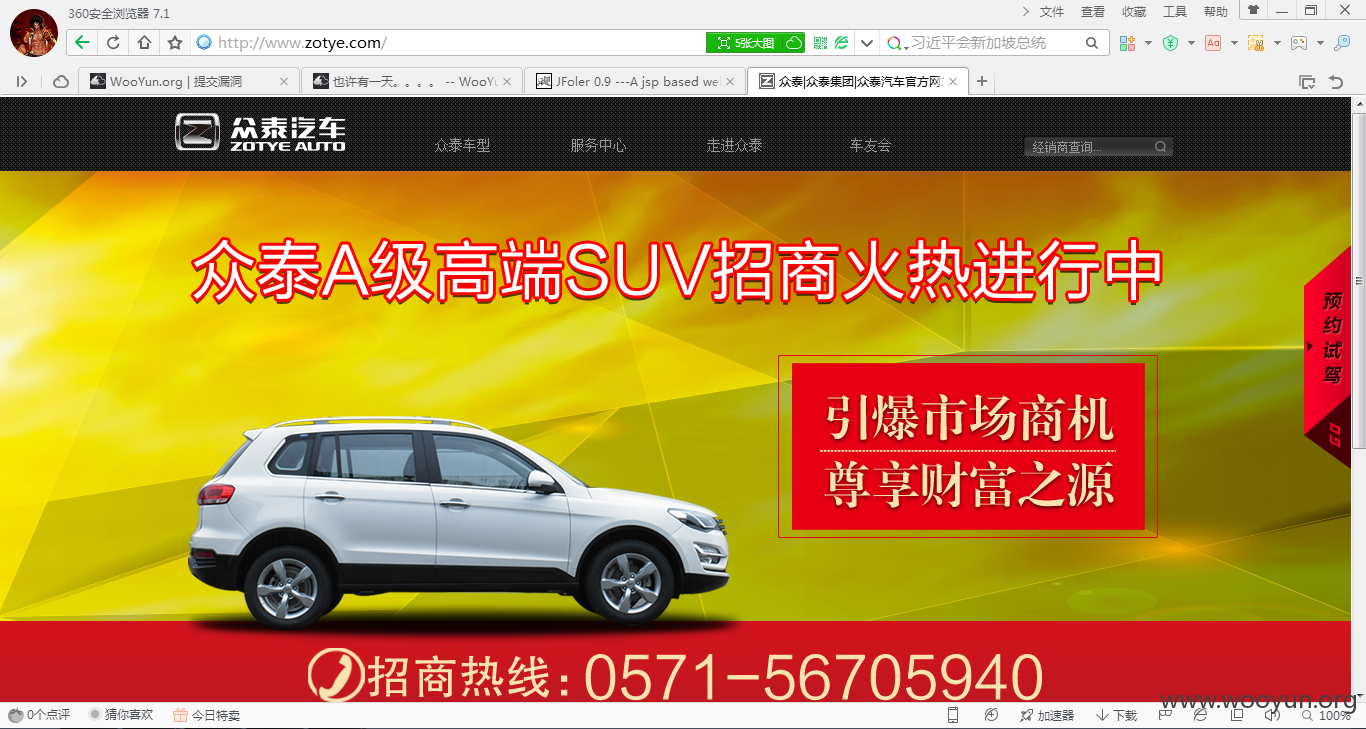 360安全浏览器 7.1
文件 查看 收藏 工具 帮助
http://www.zotye.com/
5张大图
习近平会新加坡总统
WooYun.org | 提交漏洞
也许有一天。。。。 -- WooYu
JFoler 0.9 ---A jsp based we
众泰|众泰集团|众泰汽车官方网
众泰汽车
ZOTYE AUTO
众泰车型
服务中心
走进众泰
车友会
经销商查询...
众泰A级高端SUV招商火热进行中
预约试驾
引爆市场商机
尊享财富之源
招商热线:0571-56705940
www.wooyun.org
0个点评
猜你喜欢
今日特卖
加速器
下载
100%